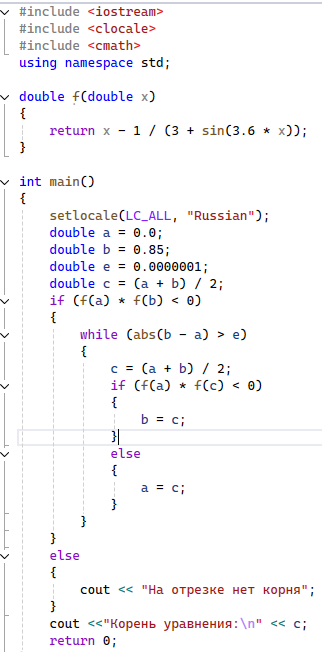 #include <iostream>
#include <clocale>
#include <cmath>
using namespace std;
double f(double x)
{
return x - 1 / (3 + sin(3.6 * x));
}
int main()
{
setlocale(LC_ALL, "Russian");
double a = 0.0;
double b = 0.85;
double e = 0.0000001;
double c = (a + b) / 2;
if (f(a) * f(b) < 0)
{
while (abs(b - a) > e)
{
c = (a + b) / 2;
if (f(a) * f(c) < 0)
{
b = c;
}
else
{
a = c;
}
}
}
else
{
cout << "На отрезке нет корня";
}
cout <<"Корень уравнения:\n" << c;
return 0;